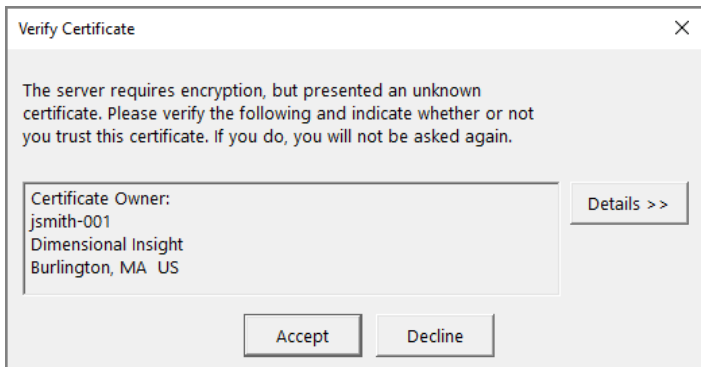 Verify Certificate
The server requires encryption, but presented an unknown
certificate. Please verify the following and indicate whether or not
you trust this certificate. If you do, you will not be asked again.
Certificate Owner:
jsmith-001
Dimensional Insight
Burlington, MA  US
Details >>
Accept
Decline